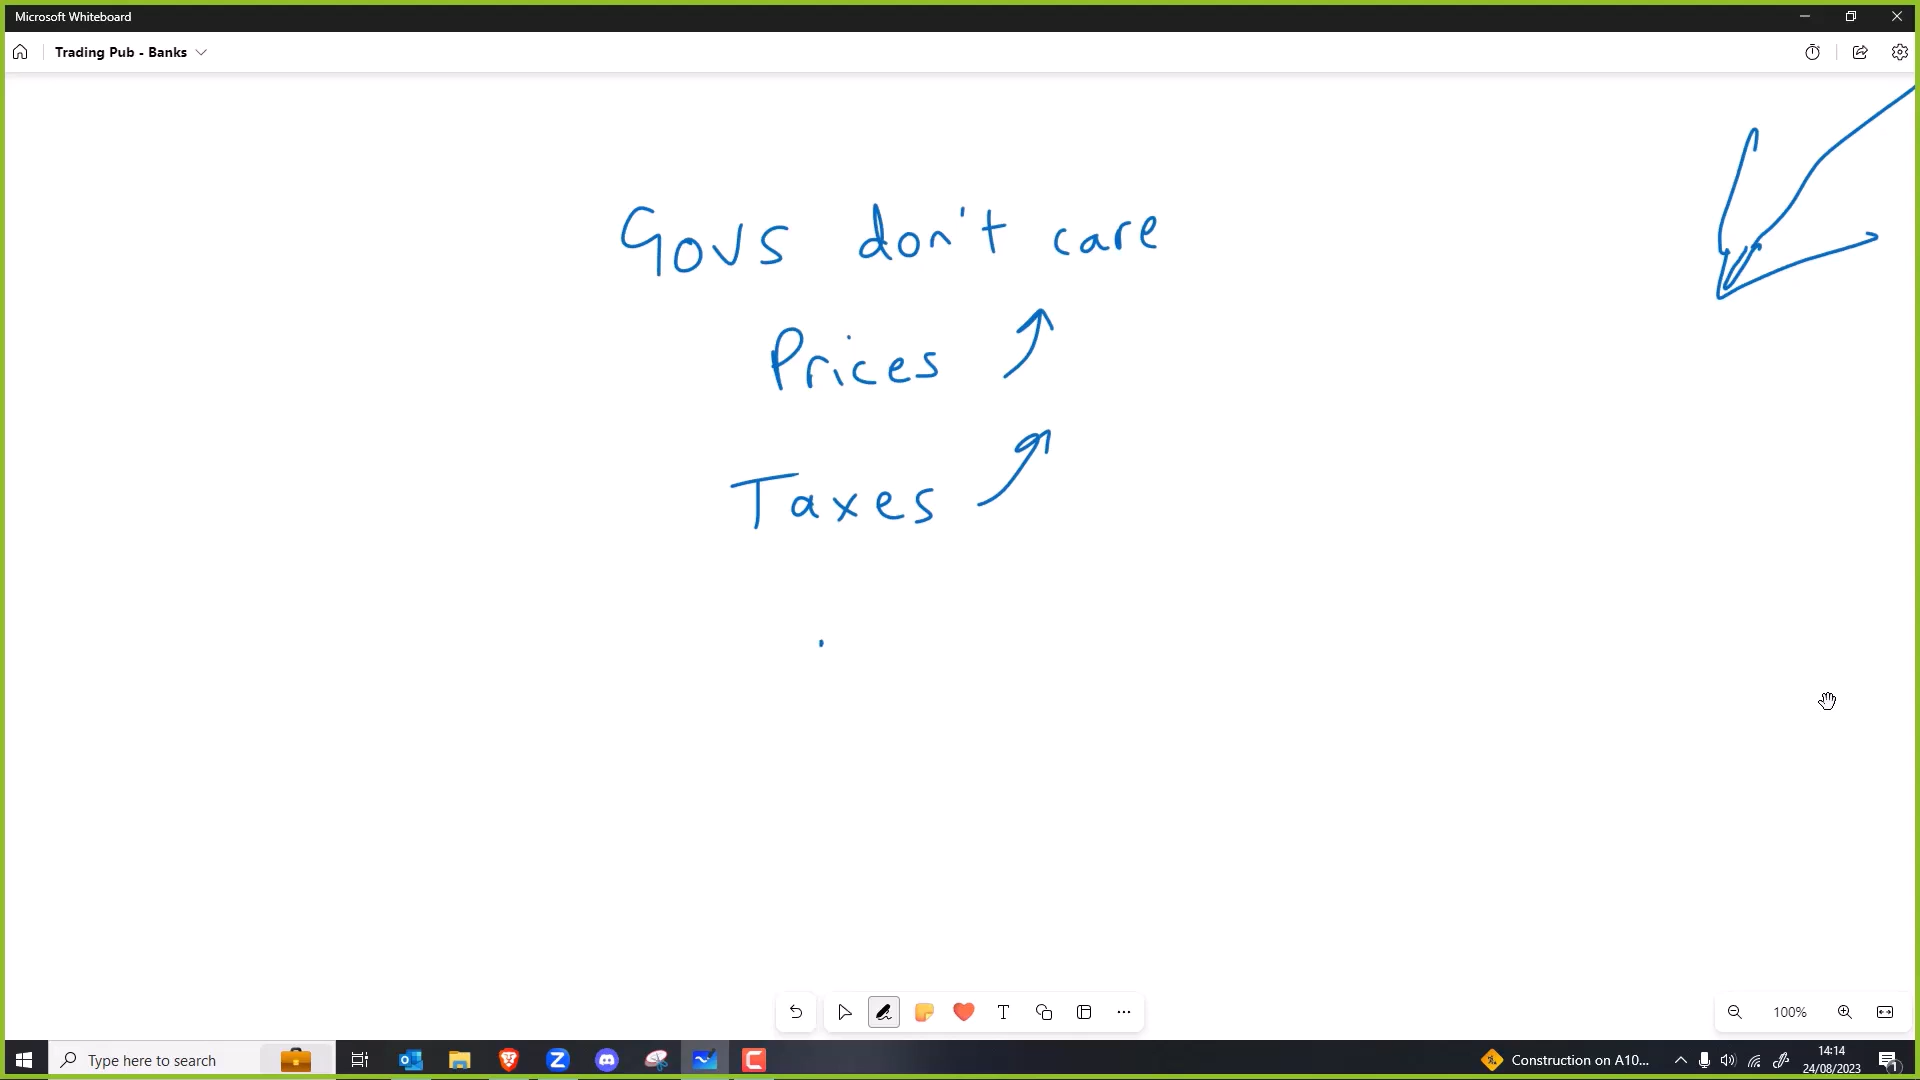 Microsoft Whiteboard
Trading Pub - Banks
Govs don't care
Prices
Taxes
T
100%
Type here to search
Construction on A10...
14:14
24/08/2023
1